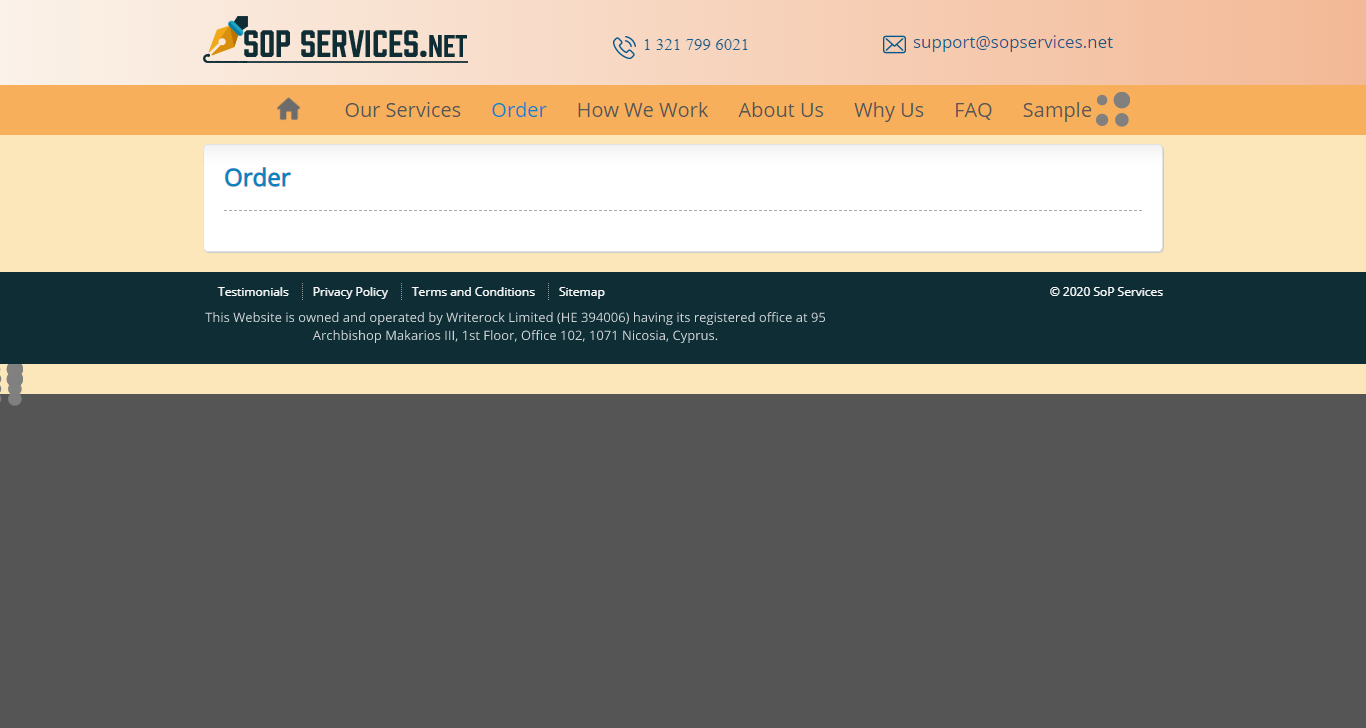 SOP SERVICES.NET
1 321 799 6021
support@sopservices.net
Our Services Order How We Work About Us Why Us FAQ Sample
Order
Testimonials Privacy Policy Terms and Conditions Sitemap
© 2020 SoP Services
This Website is owned and operated by Writerock Limited (HE 394006) having its registered office at 95
Archbishop Makarios III, 1st Floor, Office 102, 1071 Nicosia, Cyprus.